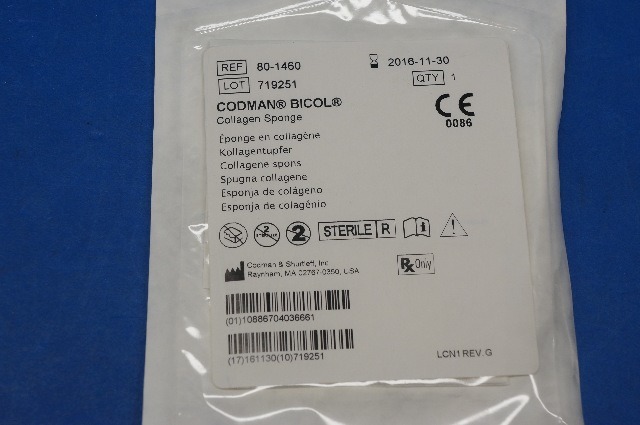 REF 80-1460 2016-11-30
LOT 719251 QTY 1
CODMAN® BICOL®
Collagen Sponge
CE
0086
Éponge en collagène
Kollagentupfer
Collagene spons
Spugna collagene
Esponja de colágeno
Esponja de colagénio
2 STERILE R
Codman & Shurtleff, Inc.
Raynham, MA 02767-0350, USA
Rx Only
(01)10886704036661
(17)161130(10)719251
LCN1 REV. G